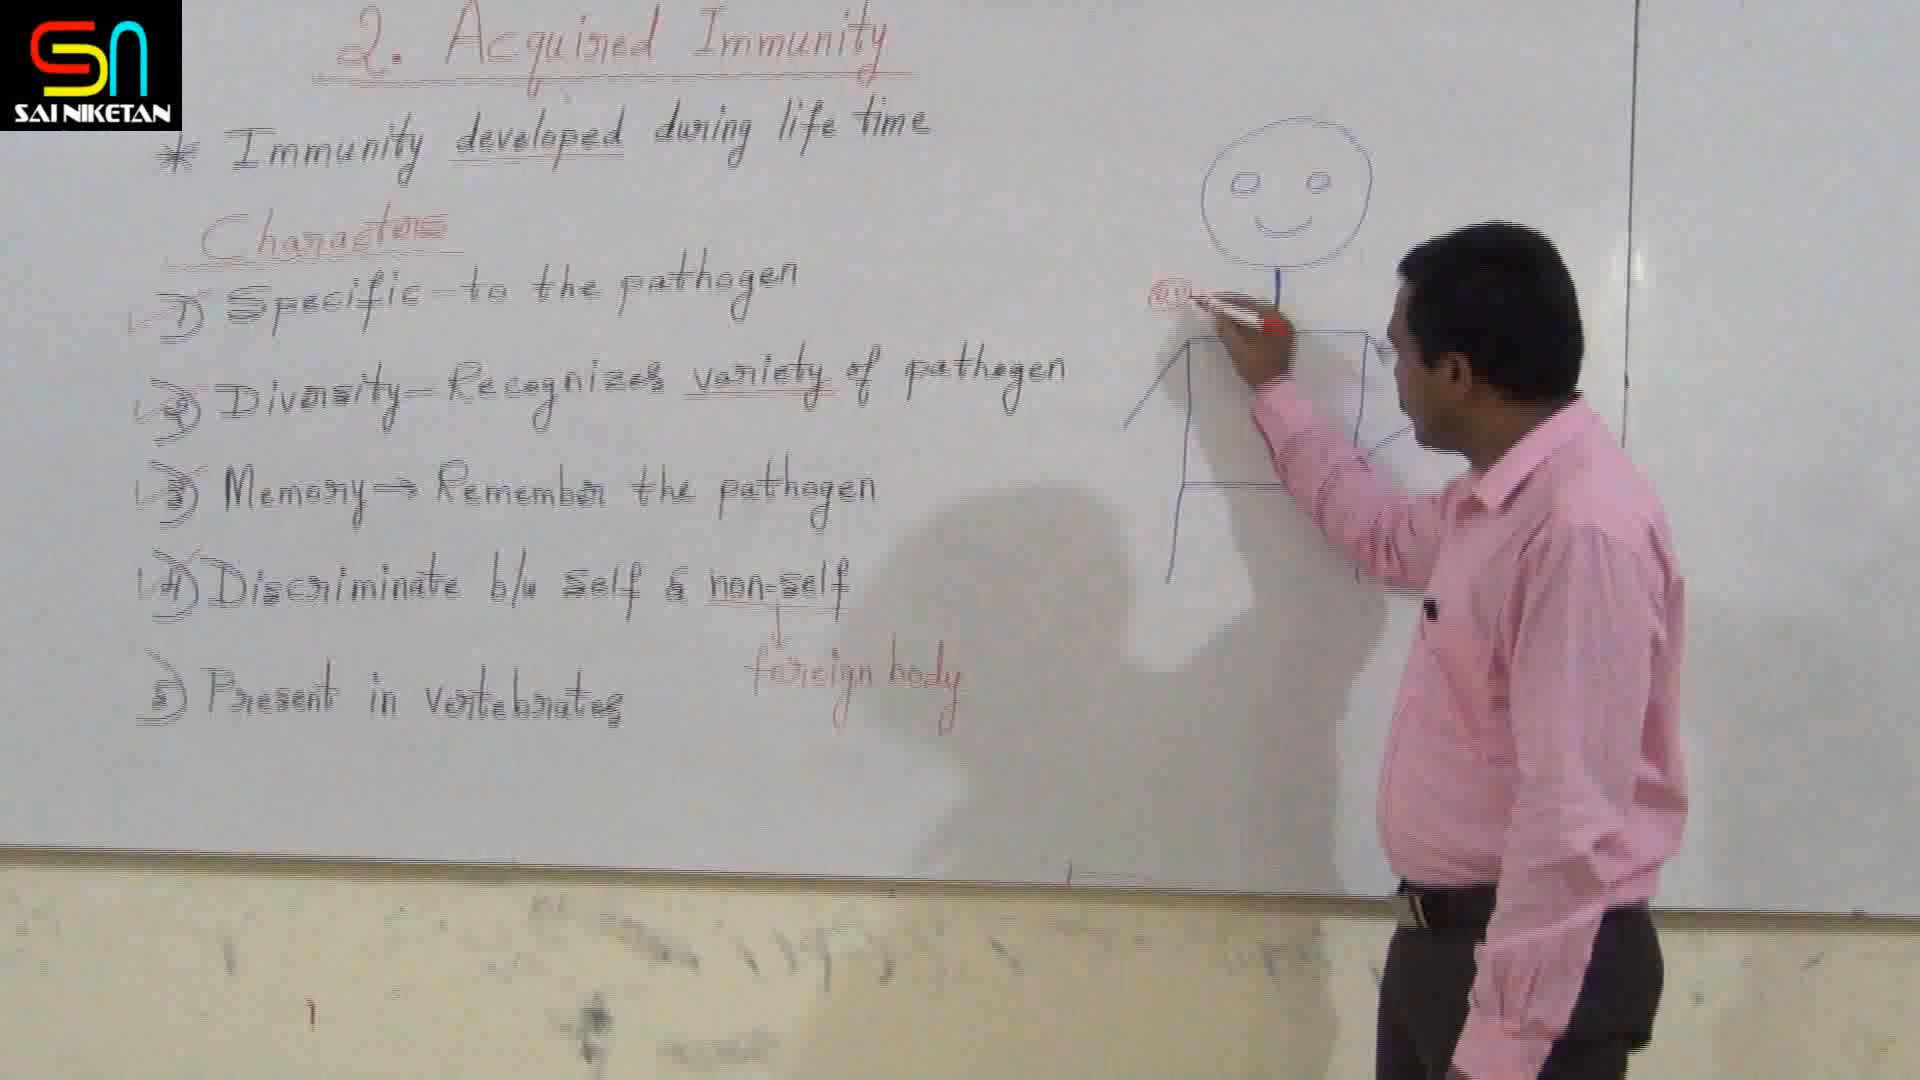 SN
SAI NIKETAN
2. Acquired Immunity
* Immunity developed during life time
Characters
1) Specific - to the pathogen
2) Diversity - Recognizes variety of pathogen
3) Memory → Remember the pathogen
4) Discriminate b/w self & non-self
foreign body
5) Present in vertebrates